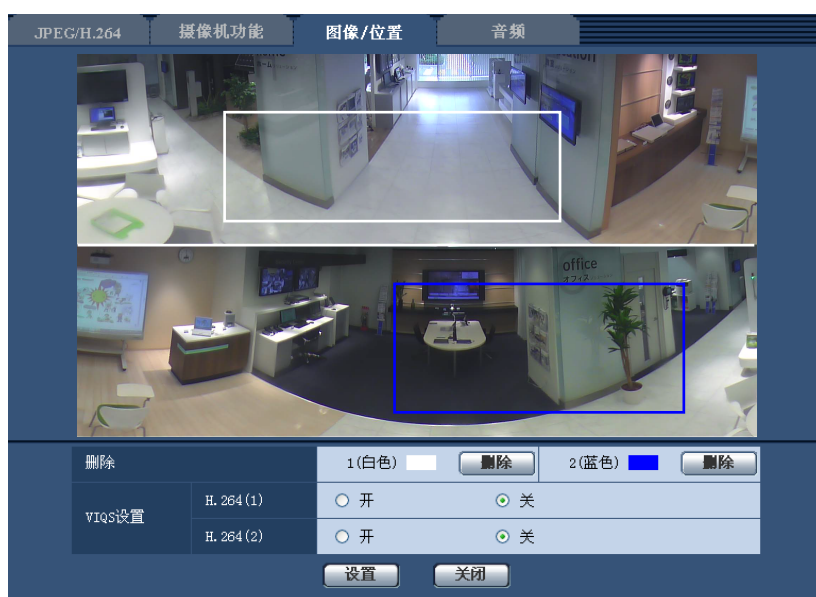 JPEG/H.264 摄像机功能 图像/位置 音频
office
オフィス
删除 1(白色) 删除 2(蓝色) 删除
VIQS设置 H.264(1) 开 关
H.264(2) 开 关
设置 关闭